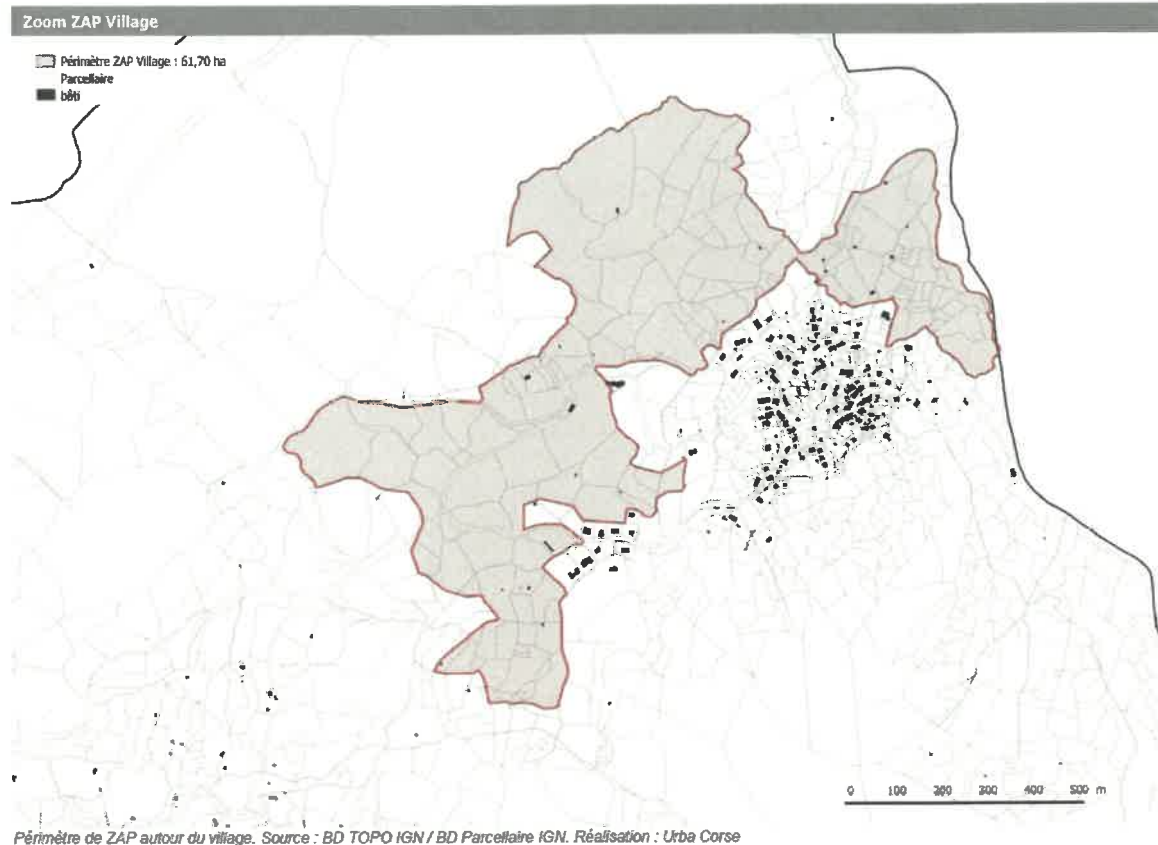 Zoom ZAP Village
Périmètre ZAP Village : 61,70 ha
Parcellaire
bâti
0 100 200 300 400 500 m
Périmètre de ZAP autour du village. Source : BD TOPO IGN / BD Parcellaire IGN. Réalisation : Urba Corse